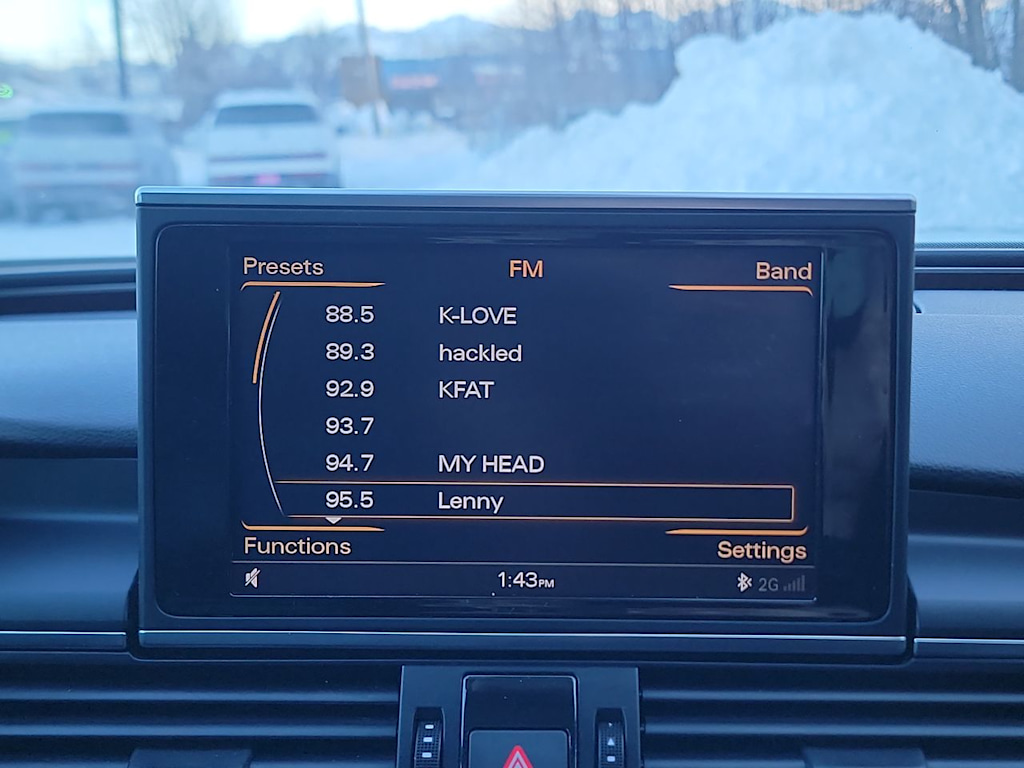 Presets FM Band
88.5 K-LOVE
89.3 hackled
92.9 KFAT
93.7
94.7 MY HEAD
95.5 Lenny
Functions Settings
1:43PM 2G